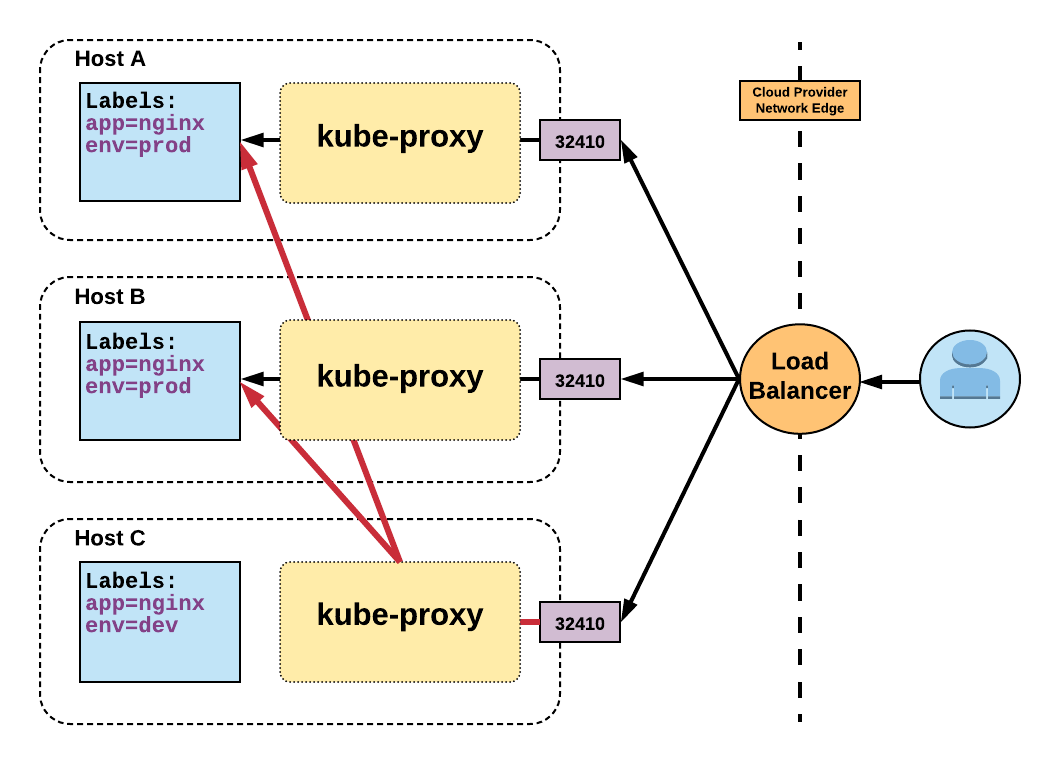 Host A
Labels:
app=nginx
env=prod
kube-proxy
32410
Cloud Provider
Network Edge
Host B
Labels:
app=nginx
env=prod
kube-proxy
32410
Load
Balancer
Host C
Labels:
app=nginx
env=dev
kube-proxy
32410